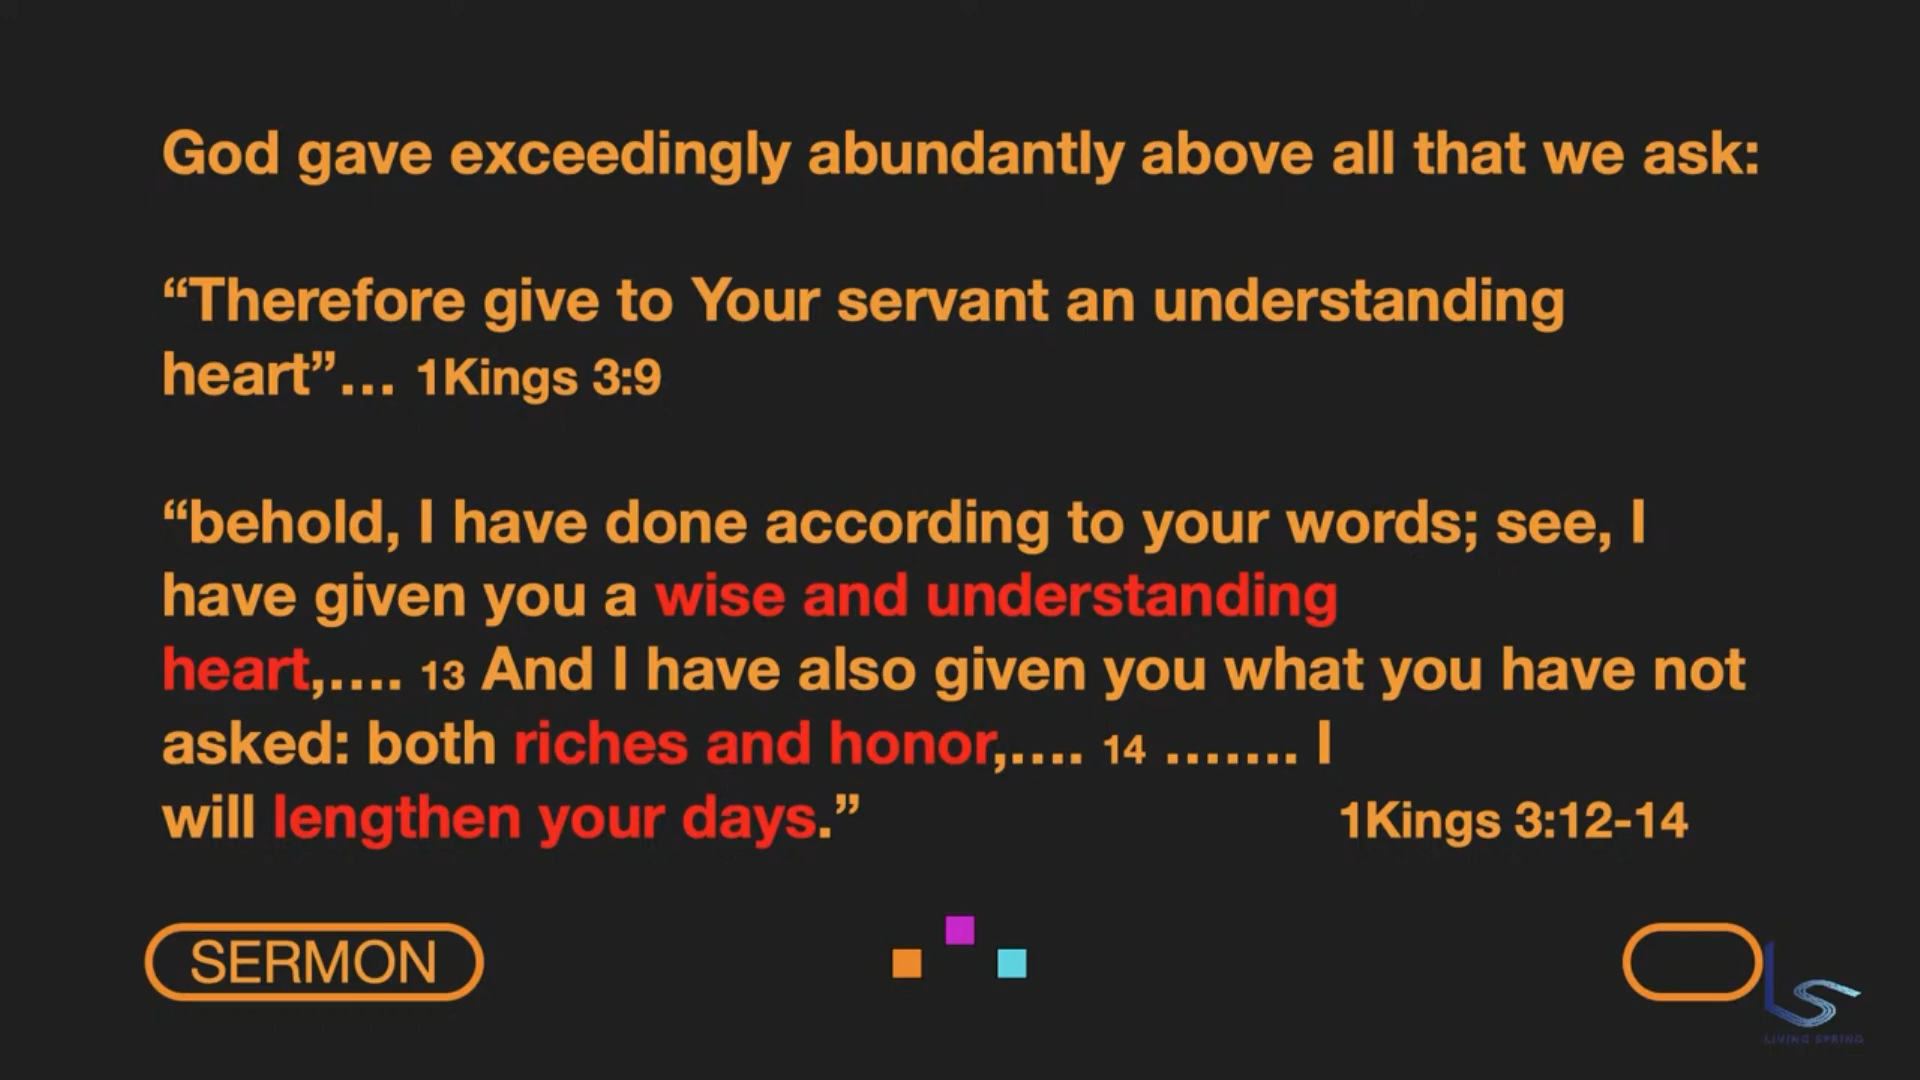 God gave exceedingly abundantly above all that we ask:
“Therefore give to Your servant an understanding
heart”... 1Kings 3:9
“behold, I have done according to your words; see, I
have given you a wise and understanding
heart,.... 13 And I have also given you what you have not
asked: both riches and honor,.... 14 ....... I
will lengthen your days.” 1Kings 3:12-14
SERMON
LS
LIVING SPRING